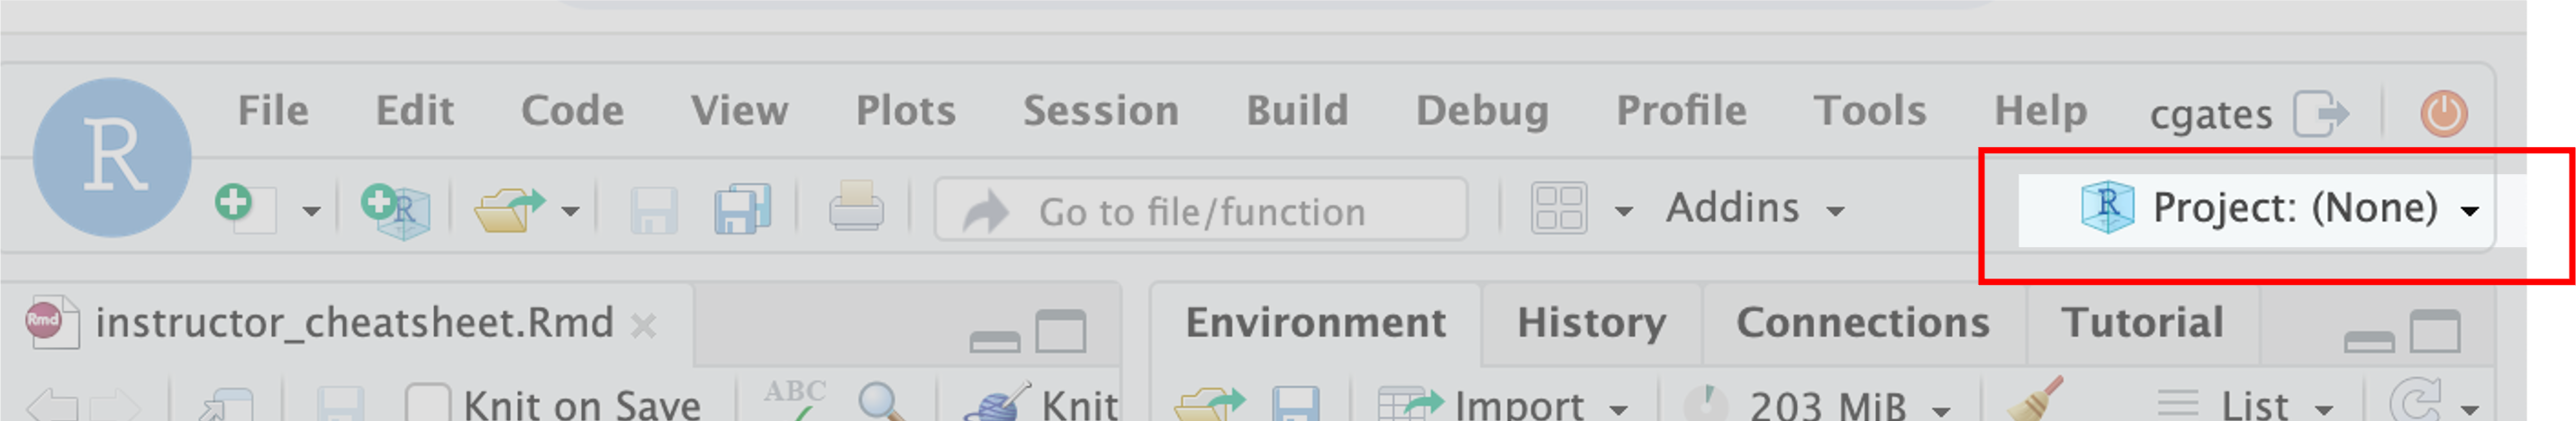 R File Edit Code View Plots Session Build Debug Profile Tools Help cgates
R Go to file/function Addins R Project: (None)
Rmd instructor_cheatsheet.Rmd Environment History Connections Tutorial
Knit on Save ABC Knit Import 203 MiB List